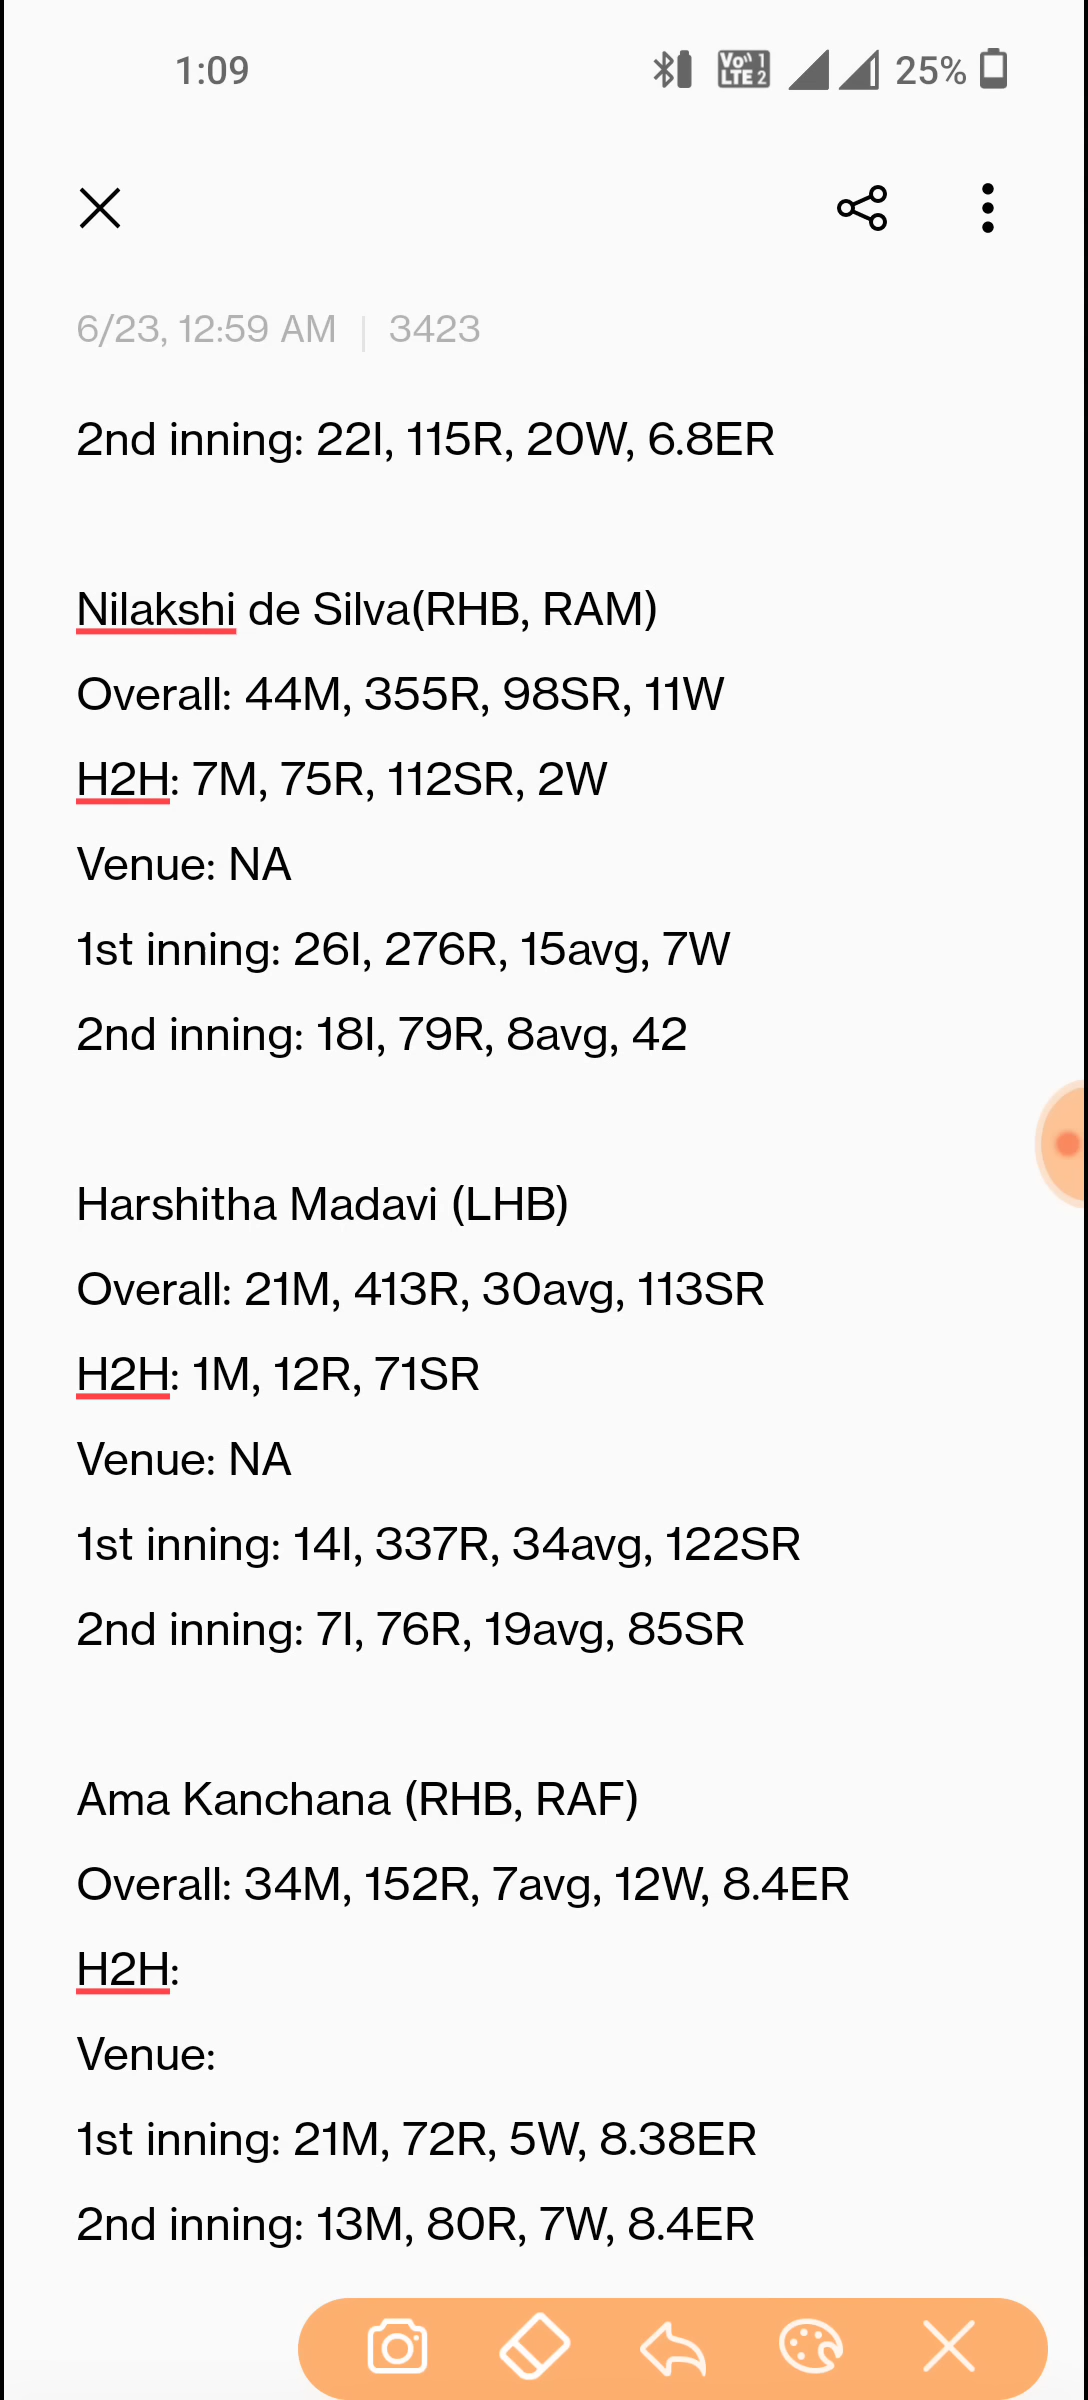 1:09 Vo)) 1 LTE 2 25%
6/23, 12:59 AM | 3423
2nd inning: 22I, 115R, 20W, 6.8ER
Nilakshi de Silva(RHB, RAM)
Overall: 44M, 355R, 98SR, 11W
H2H: 7M, 75R, 112SR, 2W
Venue: NA
1st inning: 26I, 276R, 15avg, 7W
2nd inning: 18I, 79R, 8avg, 42
Harshitha Madavi (LHB)
Overall: 21M, 413R, 30avg, 113SR
H2H: 1M, 12R, 71SR
Venue: NA
1st inning: 14I, 337R, 34avg, 122SR
2nd inning: 7I, 76R, 19avg, 85SR
Ama Kanchana (RHB, RAF)
Overall: 34M, 152R, 7avg, 12W, 8.4ER
H2H:
Venue:
1st inning: 21M, 72R, 5W, 8.38ER
2nd inning: 13M, 80R, 7W, 8.4ER